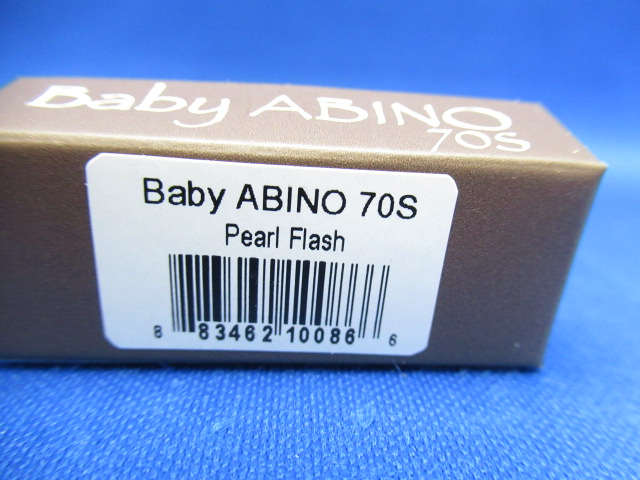 Baby ABINO
70S
Baby ABINO 70S
Pearl Flash
8 83462 10086 6